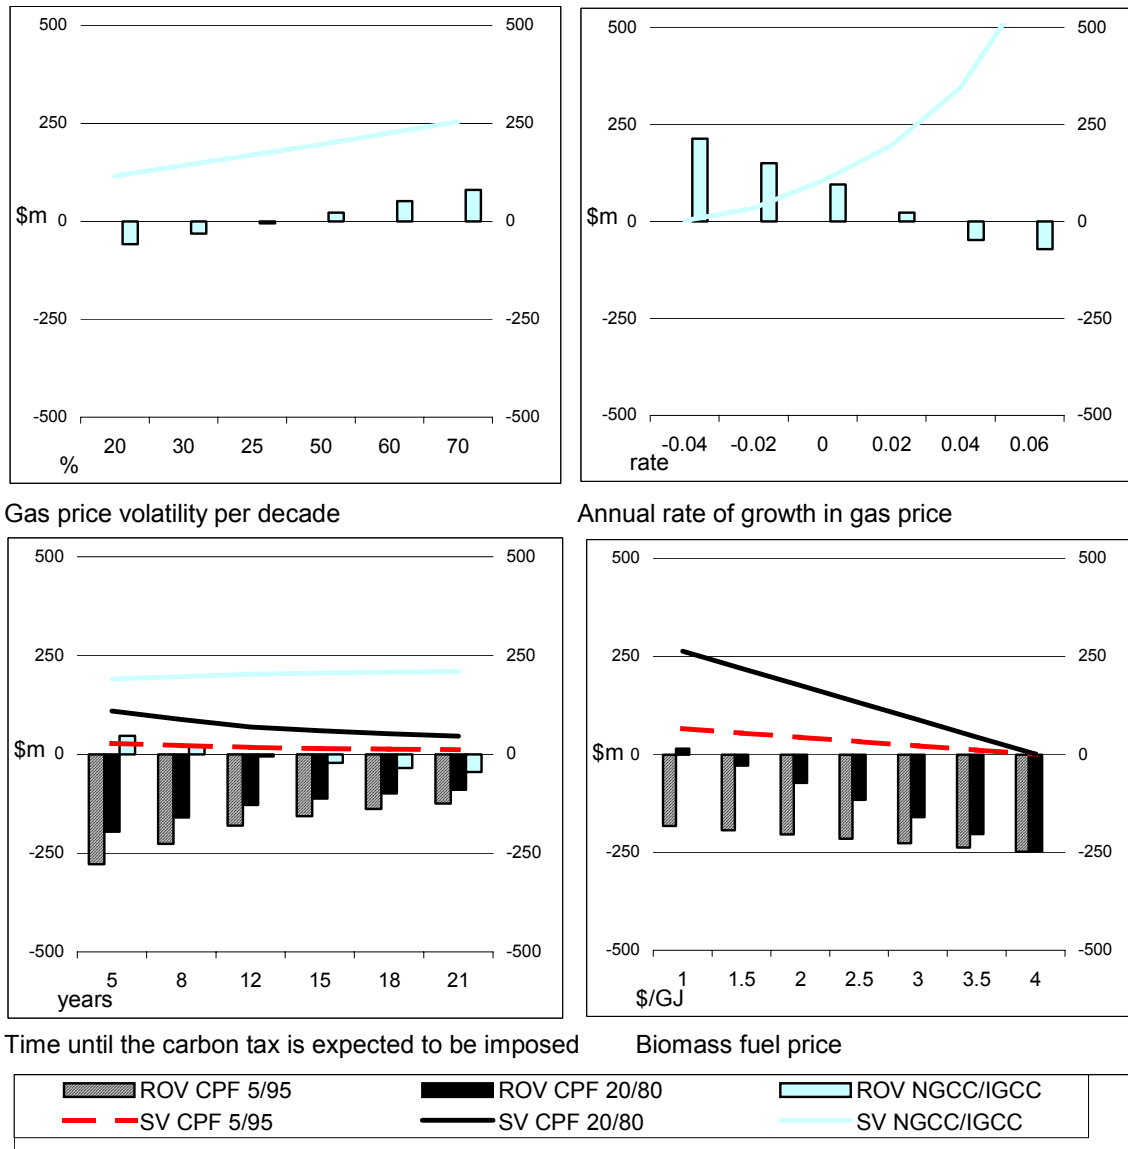 500 500
250 250
$m 0 0
-250 -250
-500 -500
20 30 25 50 60 70
%
Gas price volatility per decade
500 500
250 250
$m 0 0
-250 -250
-500 -500
-0.04 -0.02 0 0.02 0.04 0.06
rate
Annual rate of growth in gas price
500 500
250 250
$m 0 0
-250 -250
-500 -500
5 8 12 15 18 21
years
Time until the carbon tax is expected to be imposed
500 500
250 250
$m 0 0
-250 -250
-500 -500
1 1.5 2 2.5 3 3.5 4
$/GJ
Biomass fuel price
ROV CPF 5/95 ROV CPF 20/80 ROV NGCC/IGCC
SV CPF 5/95 SV CPF 20/80 SV NGCC/IGCC